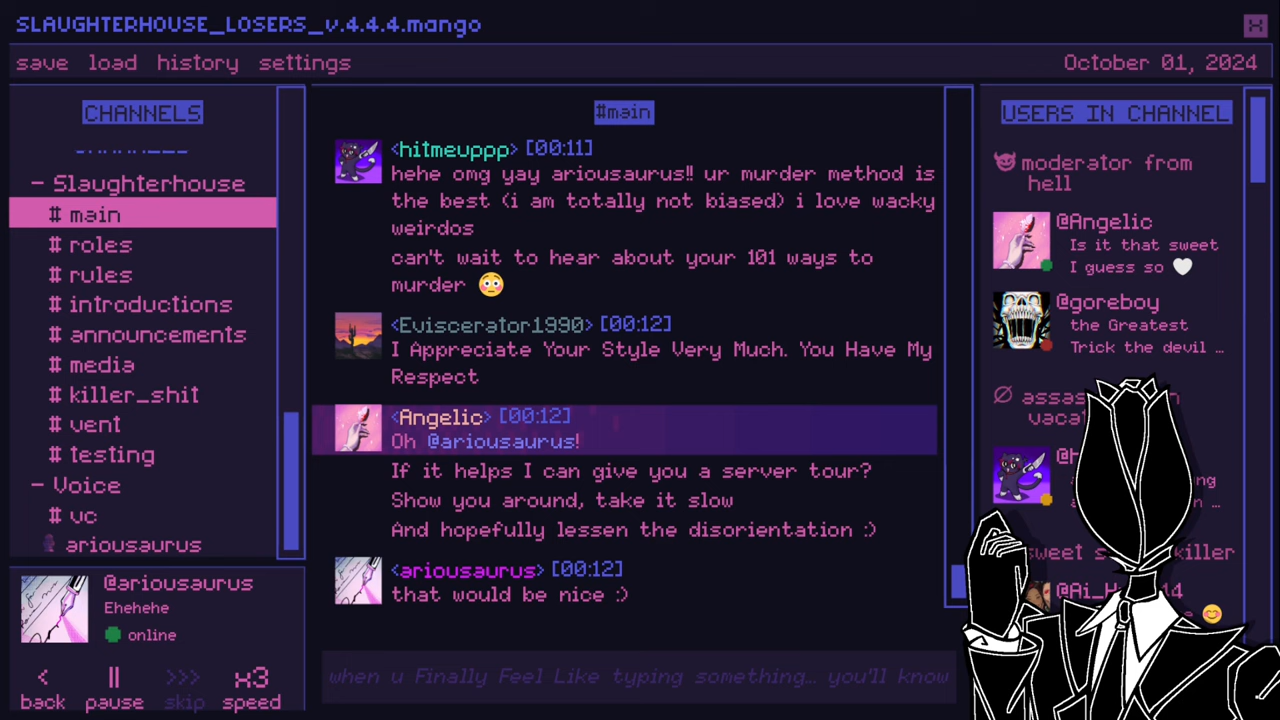 SLAUGHTERHOUSE_LOSERS_v.4.4.4.mango
save load history settings
October 01, 2024
CHANNELS
– Slaughterhouse
# main
# roles
# rules
# introductions
# announcements
# media
# killer_shit
# vent
# testing
– Voice
# vc
ariousaurus
@ariousaurus
Ehehehe
online
< || >>> x3
back pause skip speed
#main
<hitmeuppp> [00:11]
hehe omg yay ariousaurus!! ur murder method is
the best (i am totally not biased) i love wacky
weirdos
can't wait to hear about your 101 ways to
murder 😳
<Eviscerator1990> [00:12]
I Appreciate Your Style Very Much. You Have My
Respect
<Angelic> [00:12]
Oh @ariousaurus!
If it helps I can give you a server tour?
Show you around, take it slow
And hopefully lessen the disorientation :)
<ariousaurus> [00:12]
that would be nice :)
when u Finally Feel Like typing something... you'll know
USERS IN CHANNEL
moderator from
hell
@Angelic
Is it that sweet
I guess so 🤍
@goreboy
the Greatest
Trick the devil ...
sweet
killer